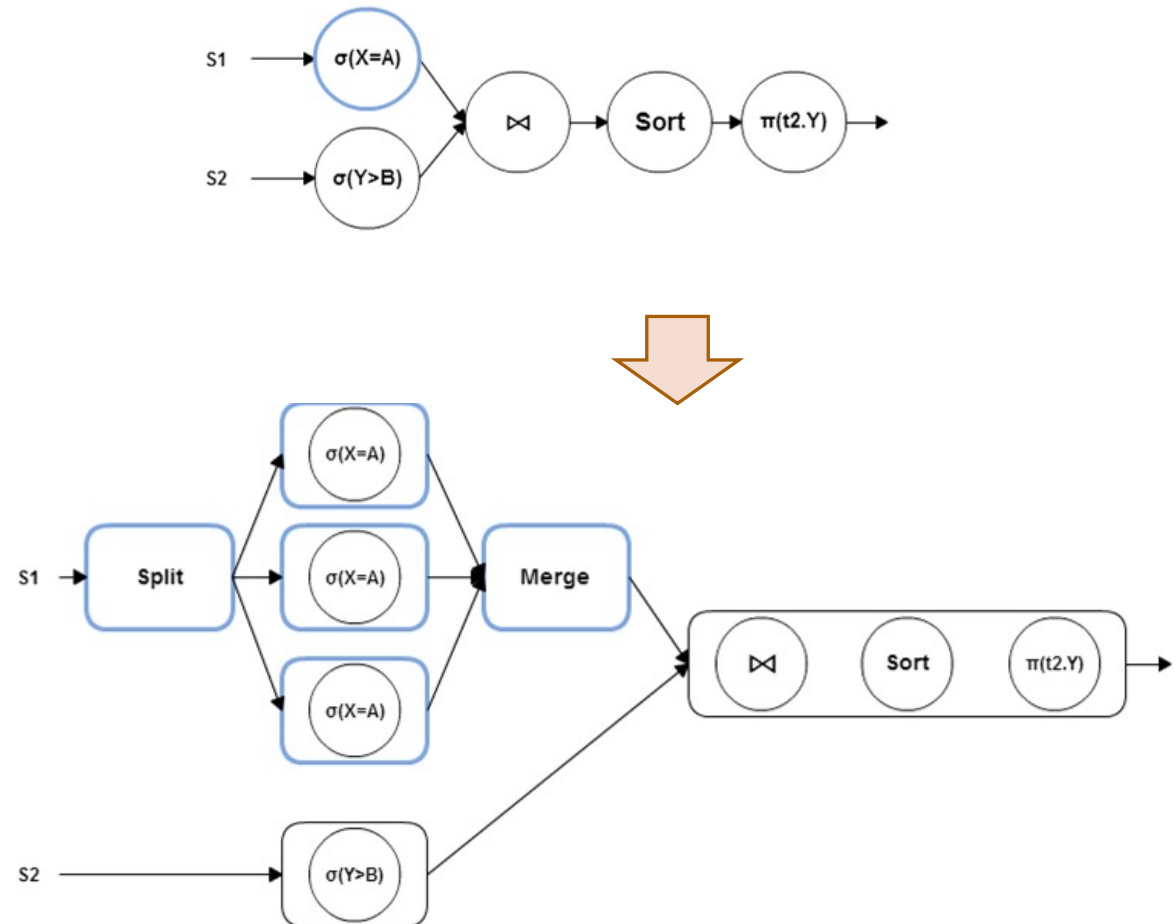 S1
σ(X=A)
⋈
Sort
π(t2.Y)
S2
σ(Y>B)
σ(X=A)
S1
Split
σ(X=A)
Merge
σ(X=A)
⋈
Sort
π(t2.Y)
S2
σ(Y>B)